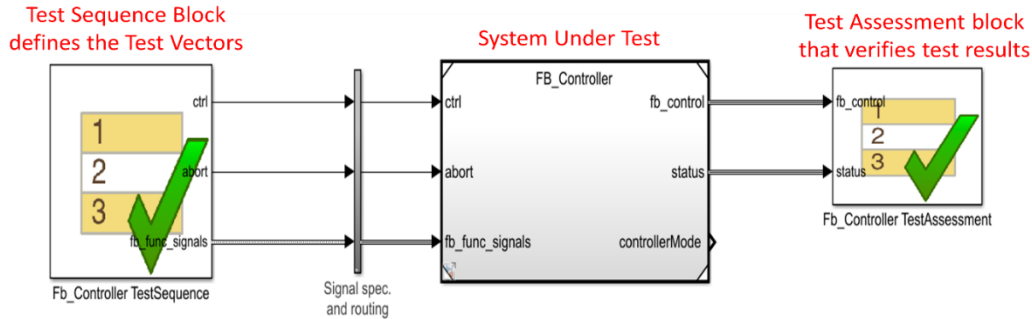 Test Sequence Block
defines the Test Vectors
System Under Test
Test Assessment block
that verifies test results
ctrl
abort
fb_func_signals
1
2
3
Fb_Controller TestSequence
Signal spec.
and routing
FB_Controller
ctrl
abort
fb_func_signals
fb_control
status
controllerMode
fb_control
status
1
2
3
Fb_Controller TestAssessment